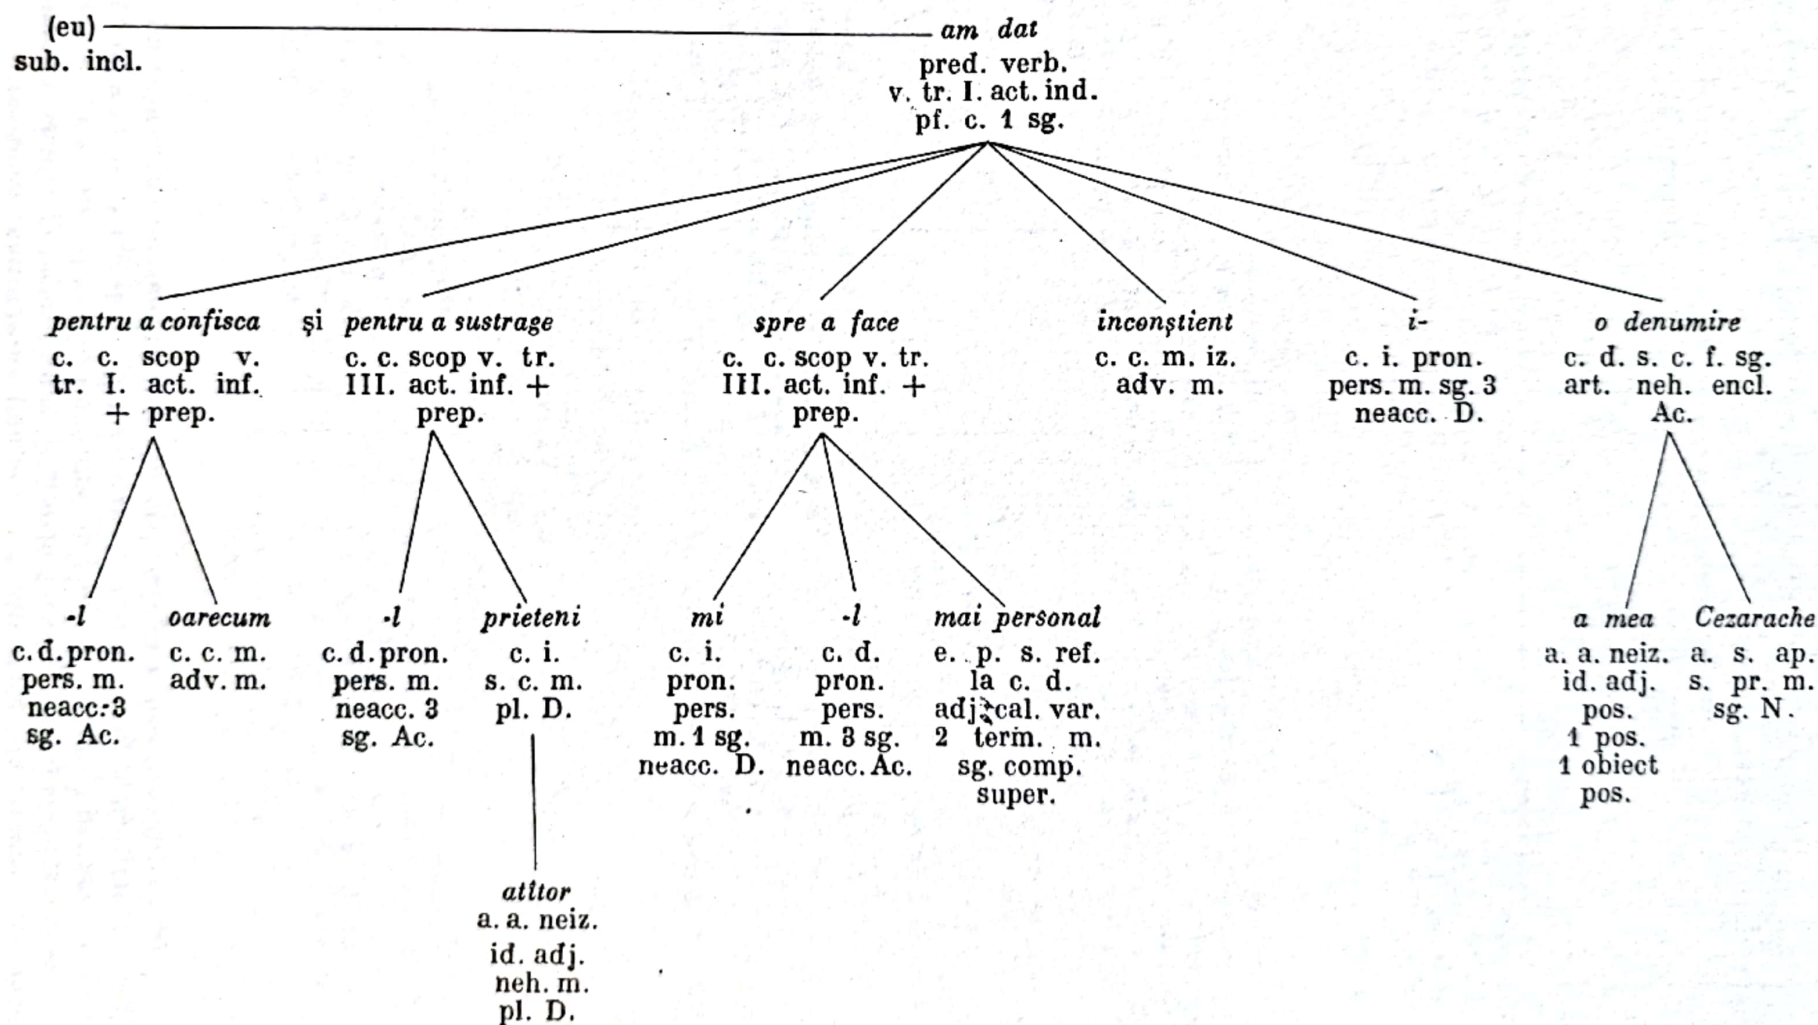 (eu) am dat
sub. incl. pred. verb.
v. tr. I. act. ind.
pf. c. 1 sg.
pentru a confisca și pentru a sustrage spre a face inconștient i- o denumire
c. c. scop v. c. c. scop v. tr. c. c. scop v. tr. c. c. m. iz. c. i. pron. c. d. s. c. f. sg.
tr. I. act. inf. III. act. inf. + III. act. inf. + adv. m. pers. m. sg. 3 art. neh. encl.
+ prep. prep. prep. neacc. D. Ac.
-l oarecum -l prieteni mi -l mai personal a mea Cezarache
c. d. pron. c. c. m. c. d. pron. c. i. c. i. c. d. e. p. s. ref. a. a. neiz. a. s. ap.
pers. m. adv. m. pers. m. s. c. m. pron. pron. la c. d. id. adj. s. pr. m.
neacc. 3 neacc. 3 pl. D. pers. pers. adj. cal. var. pos. sg. N.
sg. Ac. sg. Ac. m. 1 sg. m. 3 sg. 2 term. m. 1 pos.
neacc. D. neacc. Ac. sg. comp. 1 obiect
super. pos.
atîtor
a. a. neiz.
id. adj.
neh. m.
pl. D.